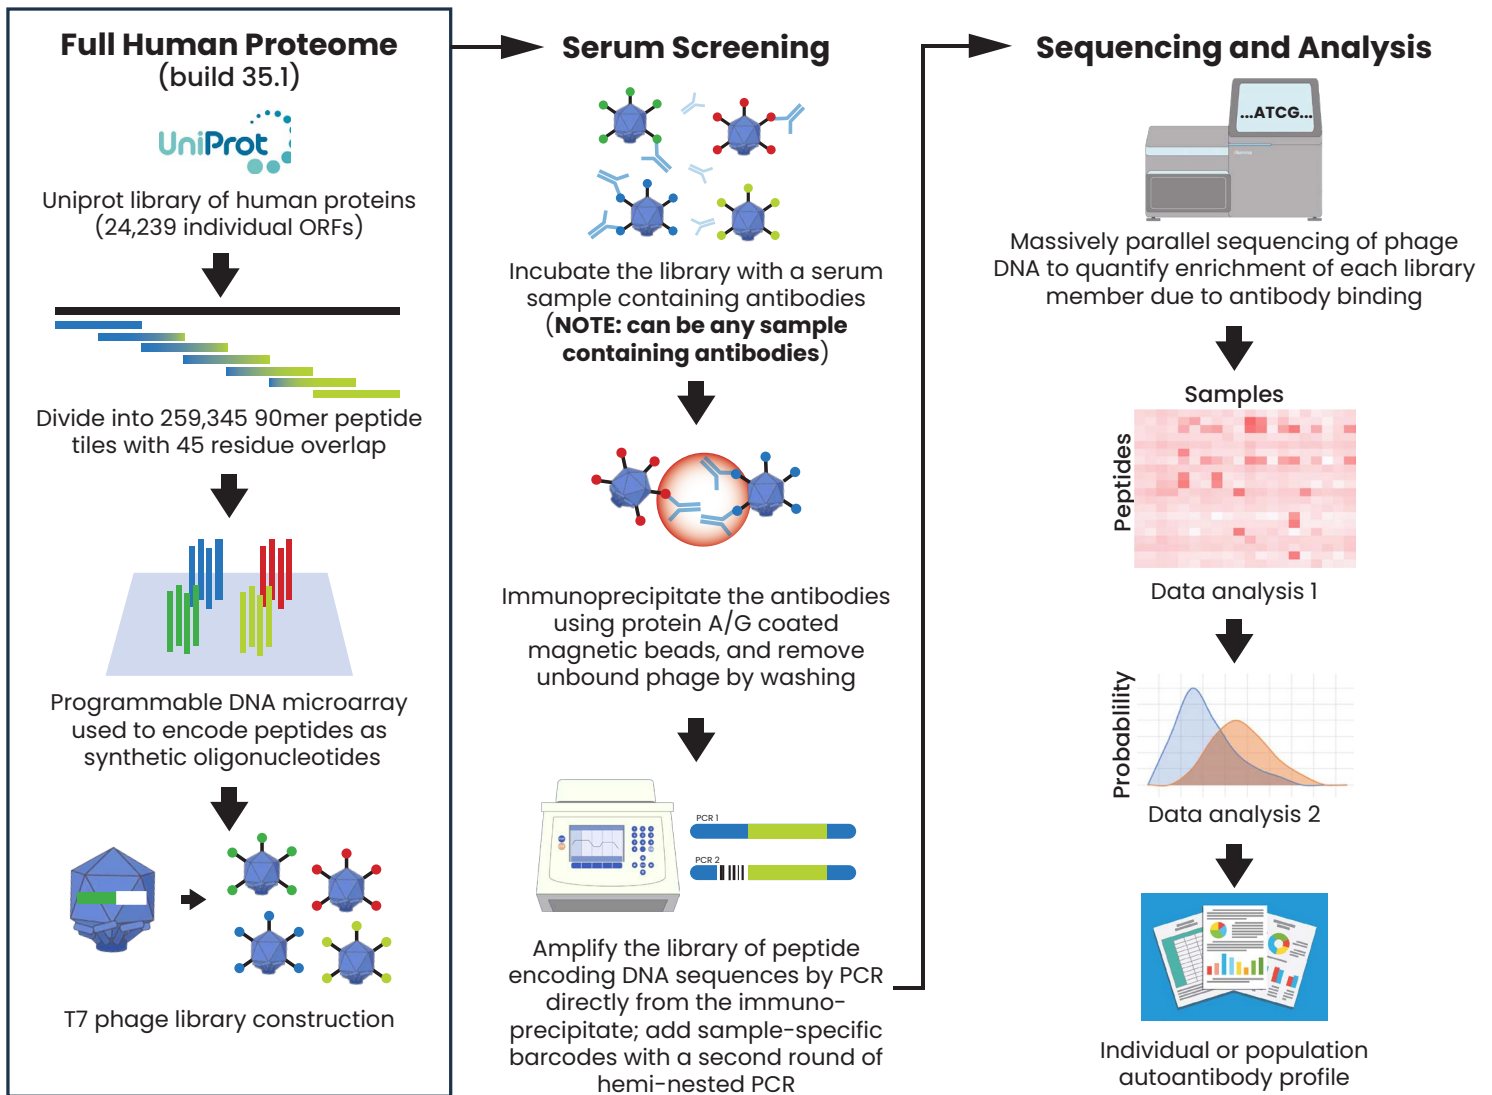 Full Human Proteome
(build 35.1)
UniProt
Uniprot library of human proteins
(24,239 individual ORFs)
Divide into 259,345 90mer peptide
tiles with 45 residue overlap
Programmable DNA microarray
used to encode peptides as
synthetic oligonucleotides
T7 phage library construction
Serum Screening
Incubate the library with a serum
sample containing antibodies
(NOTE: can be any sample
containing antibodies)
Immunoprecipitate the antibodies
using protein A/G coated
magnetic beads, and remove
unbound phage by washing
PCR 1
PCR 2
Amplify the library of peptide
encoding DNA sequences by PCR
directly from the immuno-
precipitate; add sample-specific
barcodes with a second round of
hemi-nested PCR
Sequencing and Analysis
...ATCG...
Massively parallel sequencing of phage
DNA to quantify enrichment of each library
member due to antibody binding
Samples
Peptides
Data analysis 1
Probablility
Data analysis 2
Individual or population
autoantibody profile